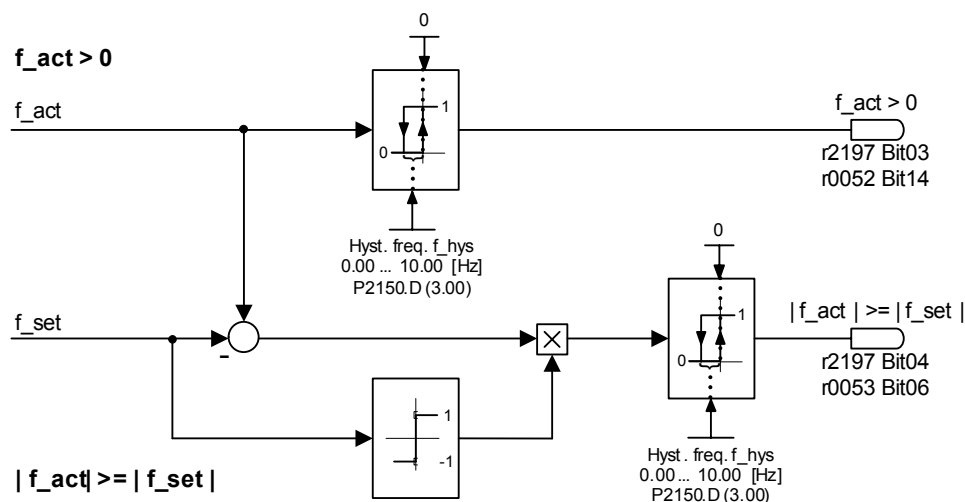 0
f_act > 0
f_act
1
0
f_act > 0
r2197 Bit03
r0052 Bit14
Hyst. freq. f_hys
0.00 ... 10.00 [Hz]
P2150.D (3.00)
0
f_set
-
1
0
| f_act | >= | f_set |
r2197 Bit04
r0053 Bit06
1
-1
Hyst. freq. f_hys
0.00 ... 10.00 [Hz]
P2150.D (3.00)
| f_act| >= | f_set |